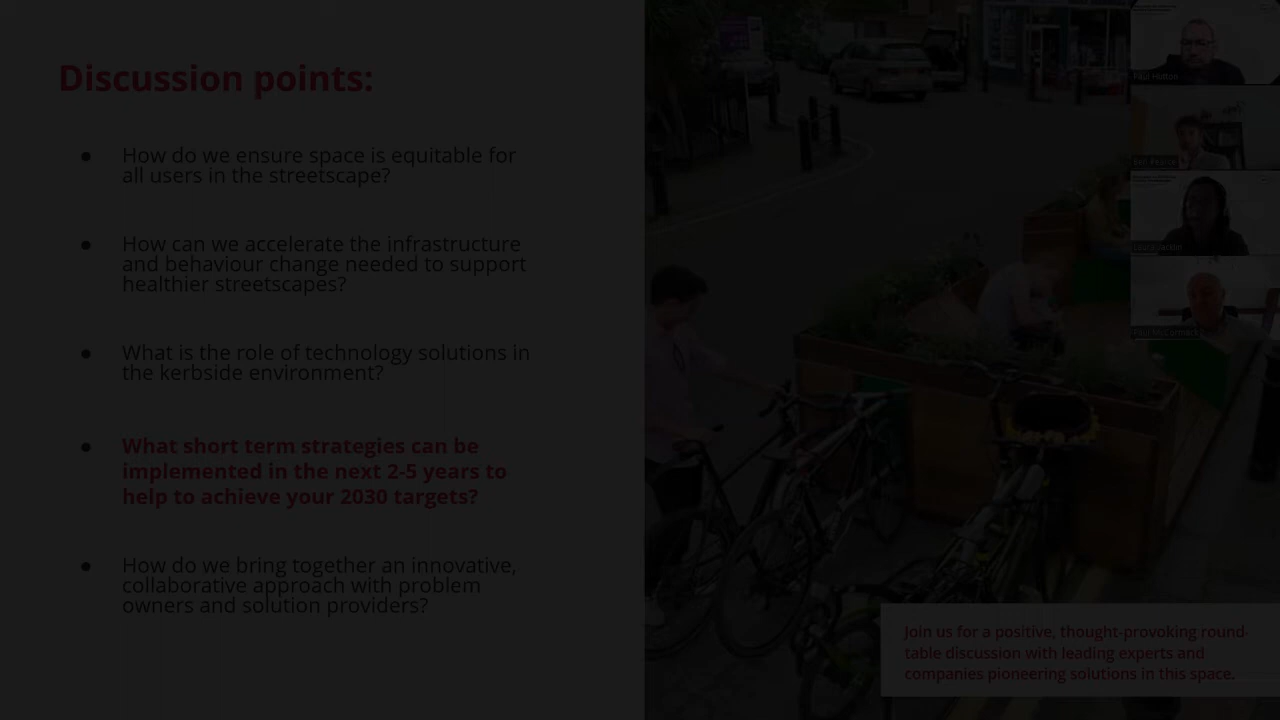 Discussion points:
How do we ensure space is equitable for
all users in the streetscape?
How can we accelerate the infrastructure
and behaviour change needed to support
healthier streetscapes?
What is the role of technology solutions in
the kerbside environment?
What short term strategies can be
implemented in the next 2-5 years to
help to achieve your 2030 targets?
How do we bring together an innovative,
collaborative approach with problem
owners and solution providers?
Paul Hutton
Paul McCormack
Join us for a positive, thought-provoking round-
table discussion with leading experts and
companies pioneering solutions in this space.